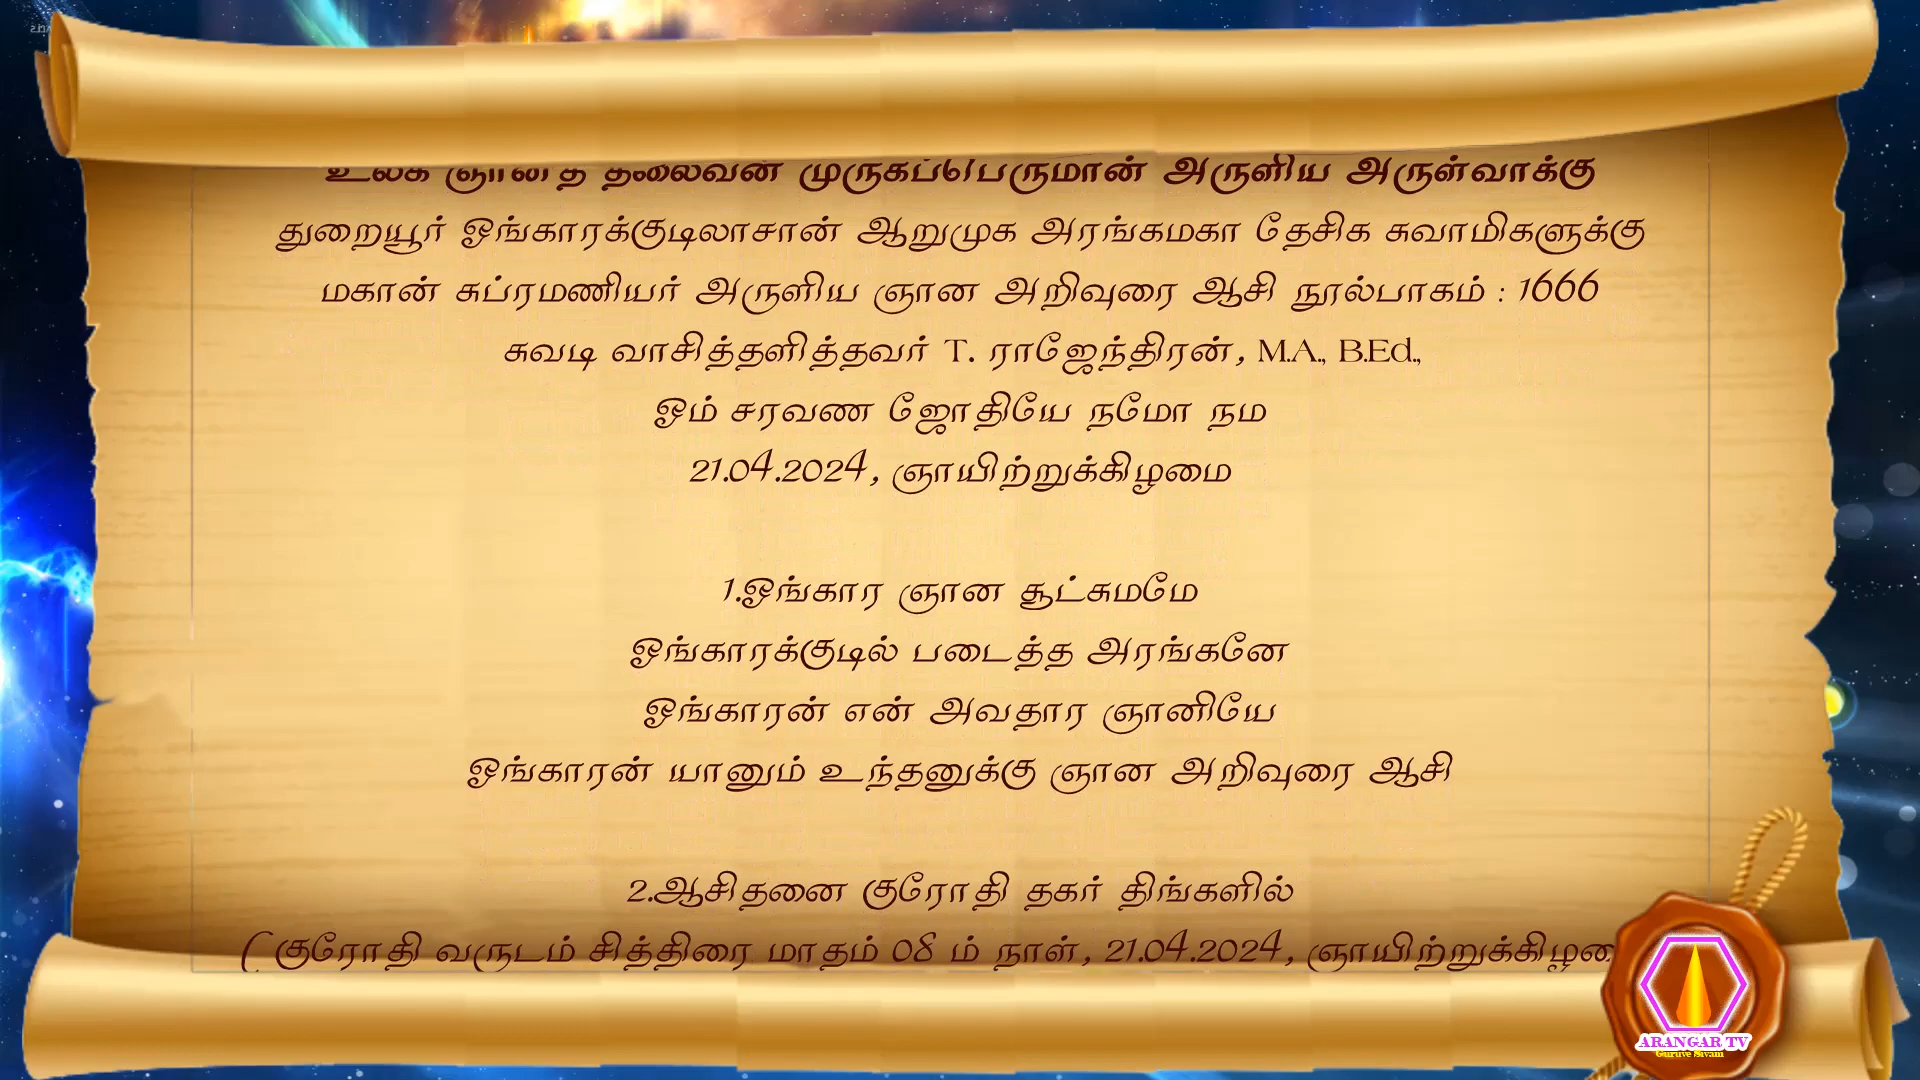 உலக ஞானத் தலைவன் முருகப்பெருமான் அருளிய அருள்வாக்கு
துறையூர் ஓங்காரக்குடிலாசான் ஆறுமுக அரங்கமகா தேசிக சுவாமிகளுக்கு
மகான் சுப்ரமணியர் அருளிய ஞான அறிவுரை ஆசி நூல்பாகம் : 1666
சுவடி வாசித்தளித்தவர் T. ராஜேந்திரன், M.A., B.Ed.,
ஓம் சரவண ஜோதியே நமோ நம
21.04.2024, ஞாயிற்றுக்கிழமை
1.ஓங்கார ஞான சூட்சுமமே
ஓங்காரக்குடில் படைத்த அரங்கனே
ஓங்காரன் என் அவதார ஞானியே
ஓங்காரன் யானும் உந்தனுக்கு ஞான அறிவுரை ஆசி
2.ஆசிதனை குரோதி தகர் திங்களில்
( குரோதி வருடம் சித்திரை மாதம் 08 ம் நாள், 21.04.2024, ஞாயிற்றுக்கிழமை
ARANGAR TV
Guruve Sivam